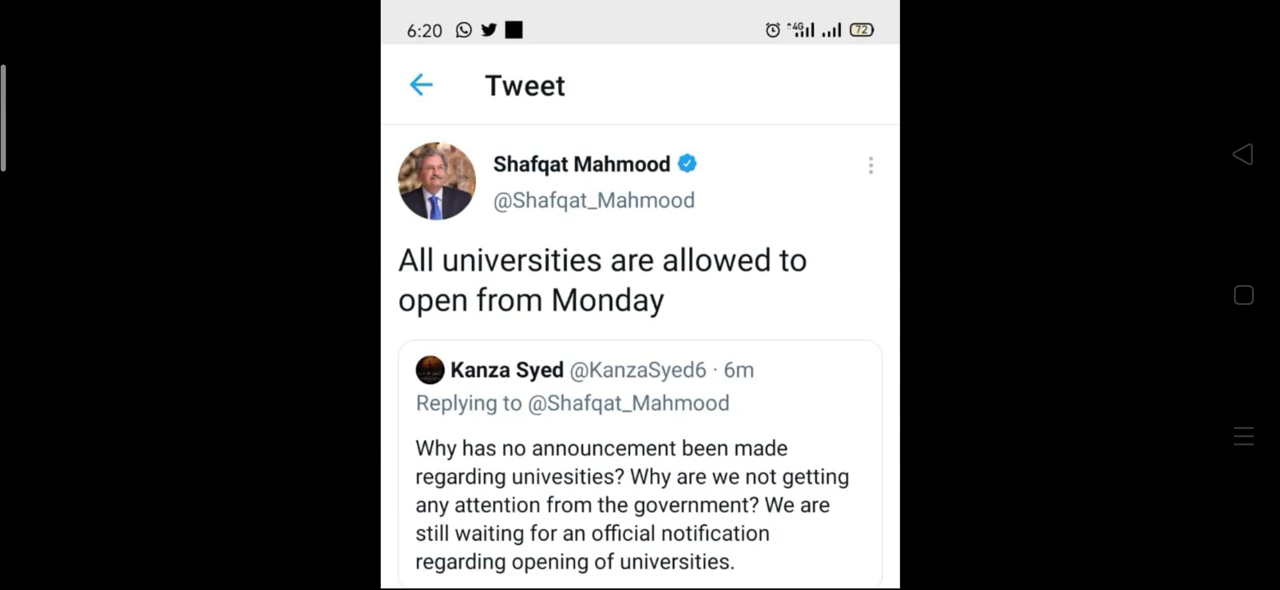 6:20 4G 72
Tweet
Shafqat Mahmood
@Shafqat_Mahmood
All universities are allowed to
open from Monday
Kanza Syed @KanzaSyed6 · 6m
Replying to @Shafqat_Mahmood
Why has no announcement been made
regarding univesities? Why are we not getting
any attention from the government? We are
still waiting for an official notification
regarding opening of universities.